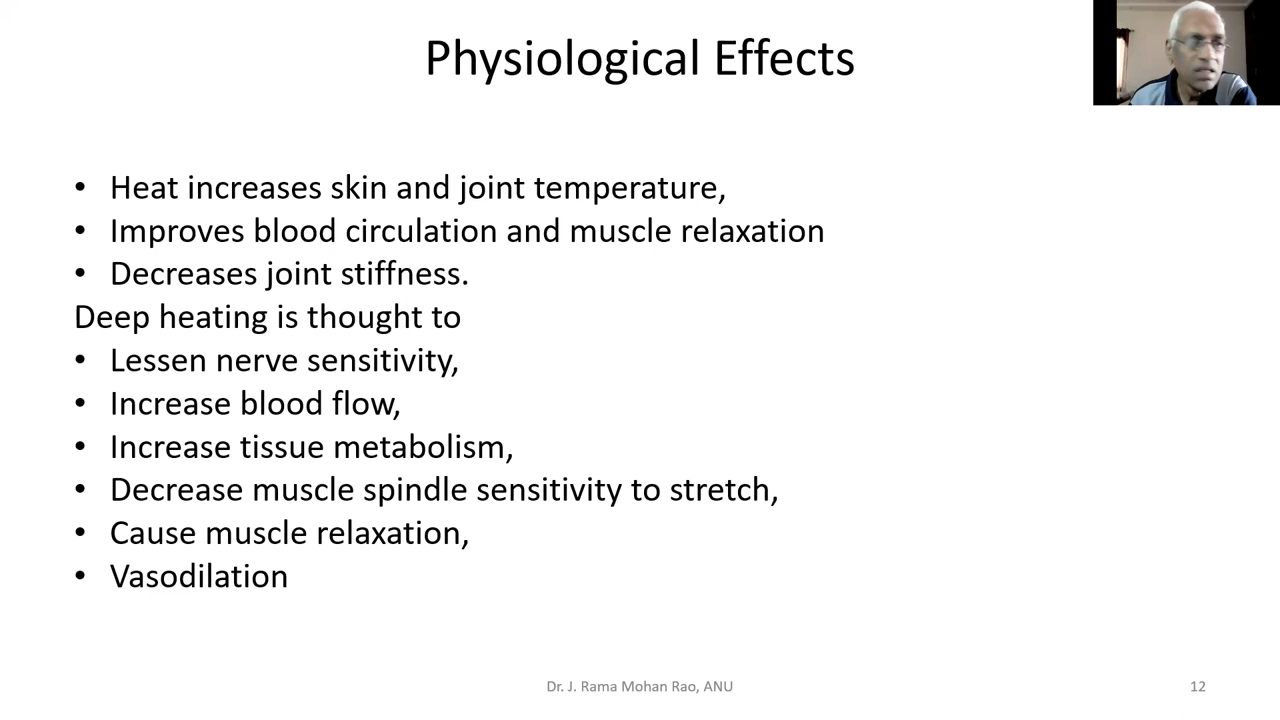 Physiological Effects
• Heat increases skin and joint temperature,
• Improves blood circulation and muscle relaxation
• Decreases joint stiffness.
Deep heating is thought to
• Lessen nerve sensitivity,
• Increase blood flow,
• Increase tissue metabolism,
• Decrease muscle spindle sensitivity to stretch,
• Cause muscle relaxation,
• Vasodilation
Dr. J. Rama Mohan Rao, ANU
12